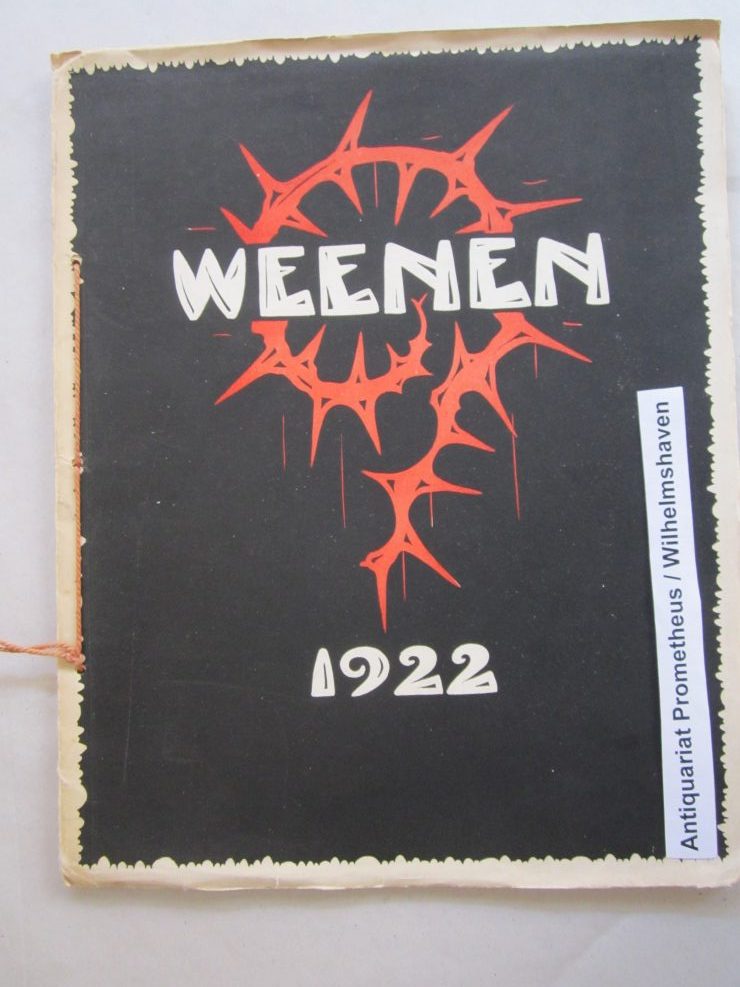 WEENEN
1922
Antiquariat Prometheus / Wilhelmshaven